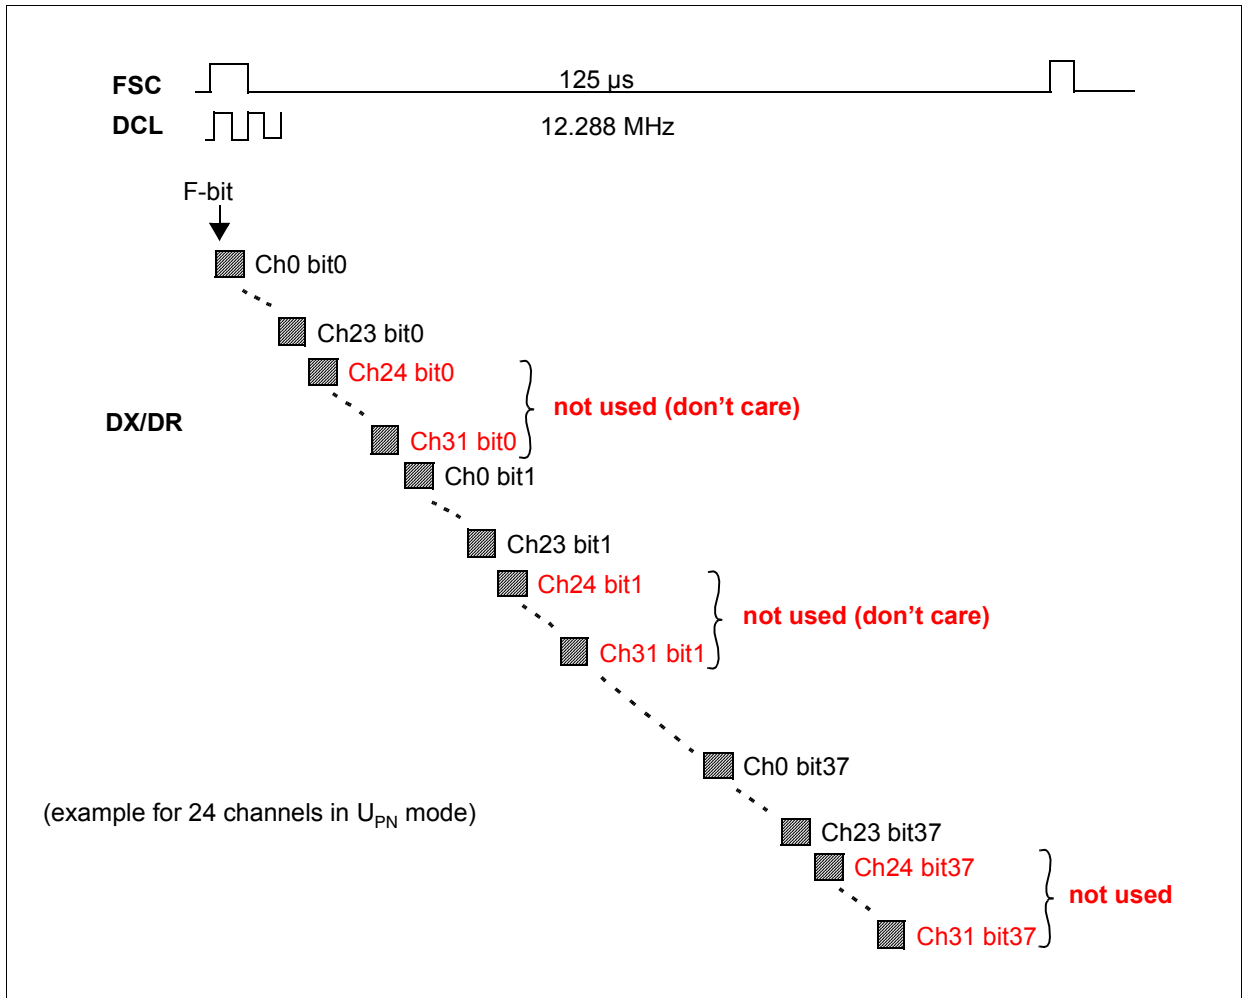 FSC
125 µs
DCL
12.288 MHz
F-bit
Ch0 bit0
Ch23 bit0
Ch24 bit0
not used (don't care)
DX/DR
Ch31 bit0
Ch0 bit1
Ch23 bit1
Ch24 bit1
not used (don't care)
Ch31 bit1
Ch0 bit37
(example for 24 channels in UPN mode)
Ch23 bit37
Ch24 bit37
not used
Ch31 bit37